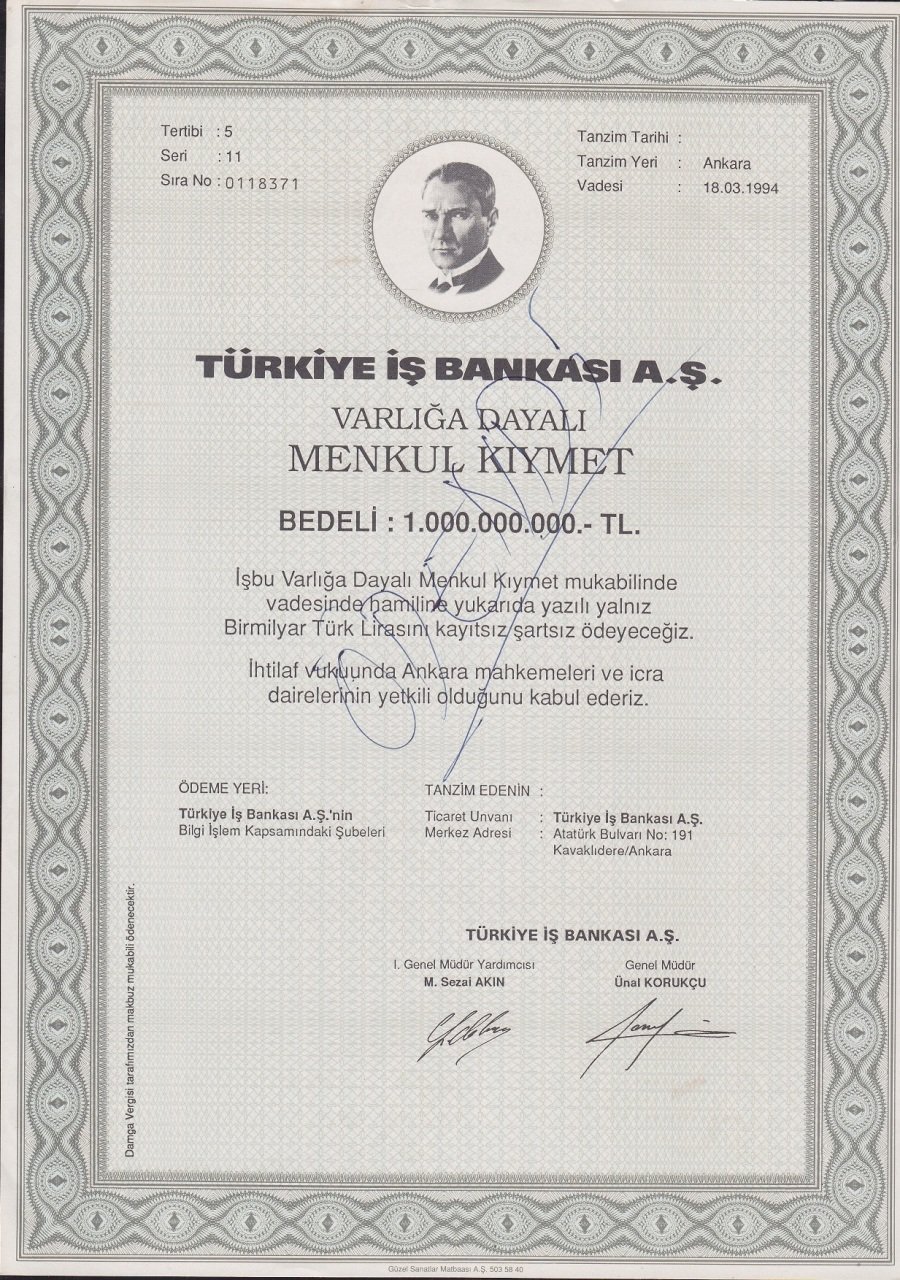 Tertibi : 5
Seri : 11
Sıra No : 0118371
Tanzim Tarihi :
Tanzim Yeri : Ankara
Vadesi : 18.03.1994
TÜRKİYE İŞ BANKASI A.Ş.
VARLIĞA DAYALI
MENKUL KIYMET
BEDELİ : 1.000.000.000.- TL.
İşbu Varlığa Dayalı Menkul Kıymet mukabilinde
vadesinde hamiline yukarıda yazılı yalnız
Birmilyar Türk Lirasını kayıtsız şartsız ödeyeceğiz.
İhtilaf vukuunda Ankara mahkemeleri ve icra
dairelerinin yetkili olduğunu kabul ederiz.
ÖDEME YERİ:
Türkiye İş Bankası A.Ş.'nin
Bilgi İşlem Kapsamındaki Şubeleri
TANZIM EDENİN :
Ticaret Unvanı : Türkiye İş Bankası A.Ş.
Merkez Adresi : Atatürk Bulvarı No: 191
Kavaklıdere/Ankara
TÜRKİYE İŞ BANKASI A.Ş.
I. Genel Müdür Yardımcısı
M. Sezai AKIN
Genel Müdür
Ünal KORUKÇU
Damga Vergisi tarafımızdan makbuz mukabili ödenecektir.
Güzel Sanatlar Matbaası A.Ş. 503 58 40